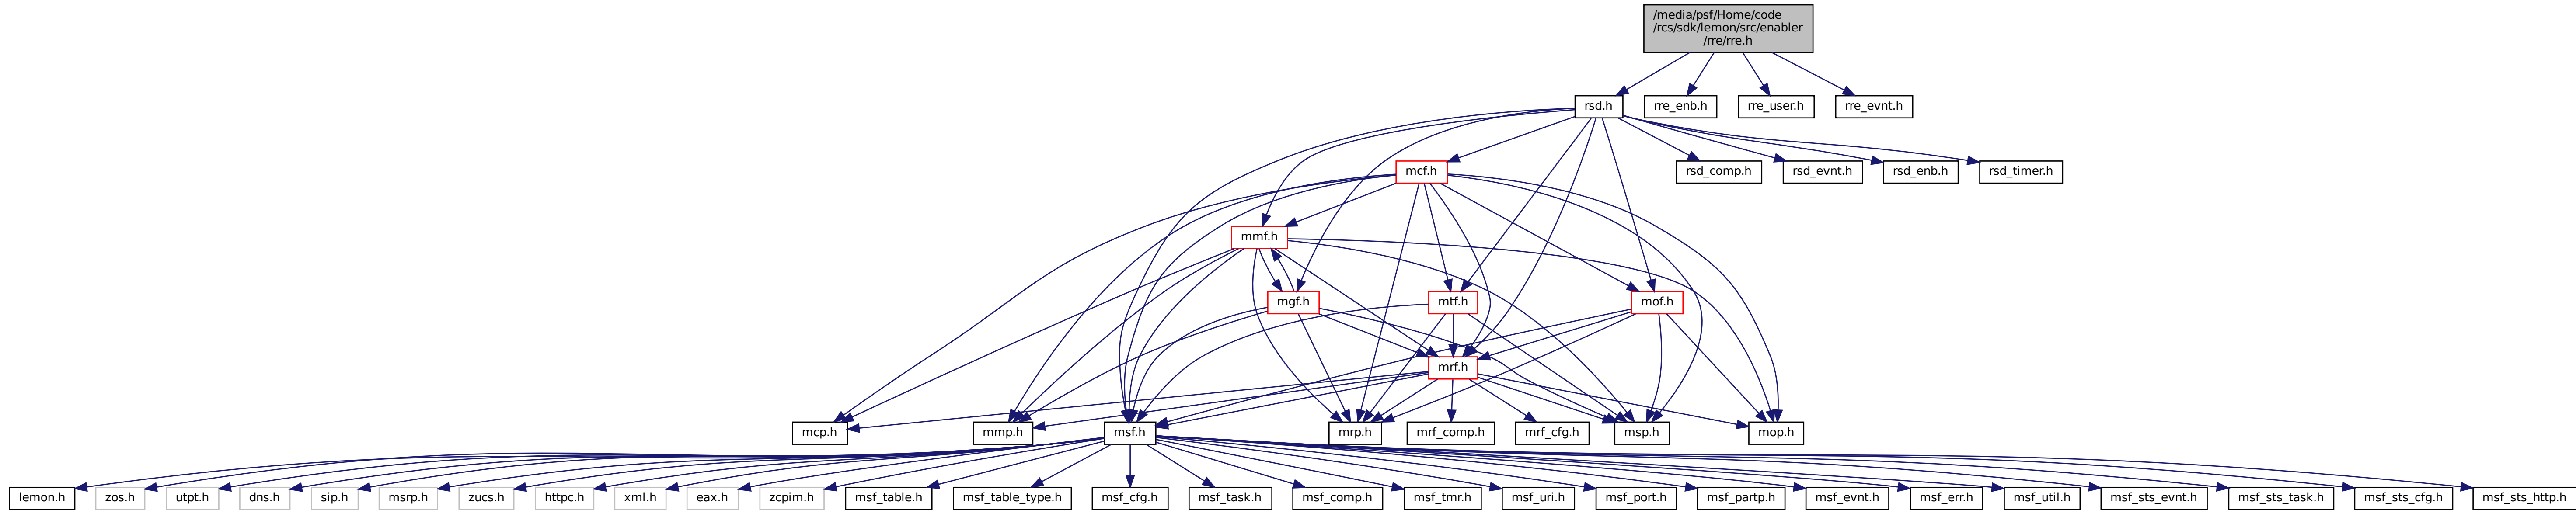 /media/psf/Home/code
/rcs/sdk/lemon/src/enabler
/rre/rre.h
rsd.h
rre_enb.h
rre_user.h
rre_evnt.h
mcf.h
rsd_comp.h
rsd_evnt.h
rsd_enb.h
rsd_timer.h
mmf.h
mgf.h
mtf.h
mof.h
mrf.h
mcp.h
mmp.h
msf.h
mrp.h
mrf_comp.h
mrf_cfg.h
msp.h
mop.h
lemon.h
zos.h
utpt.h
dns.h
sip.h
msrp.h
zucs.h
httpc.h
xml.h
eax.h
zcpim.h
msf_table.h
msf_table_type.h
msf_cfg.h
msf_task.h
msf_comp.h
msf_tmr.h
msf_uri.h
msf_port.h
msf_partp.h
msf_evnt.h
msf_err.h
msf_util.h
msf_sts_evnt.h
msf_sts_task.h
msf_sts_cfg.h
msf_sts_http.h